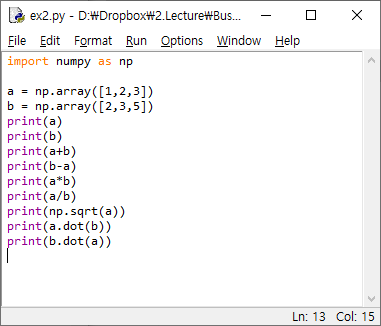 ex2.py - D:₩Dropbox₩2.Lecture₩Bus...
File Edit Format Run Options Window Help
import numpy as np
a = np.array([1,2,3])
b = np.array([2,3,5])
print(a)
print(b)
print(a+b)
print(b-a)
print(a*b)
print(a/b)
print(np.sqrt(a))
print(a.dot(b))
print(b.dot(a))
Ln: 13 Col: 15